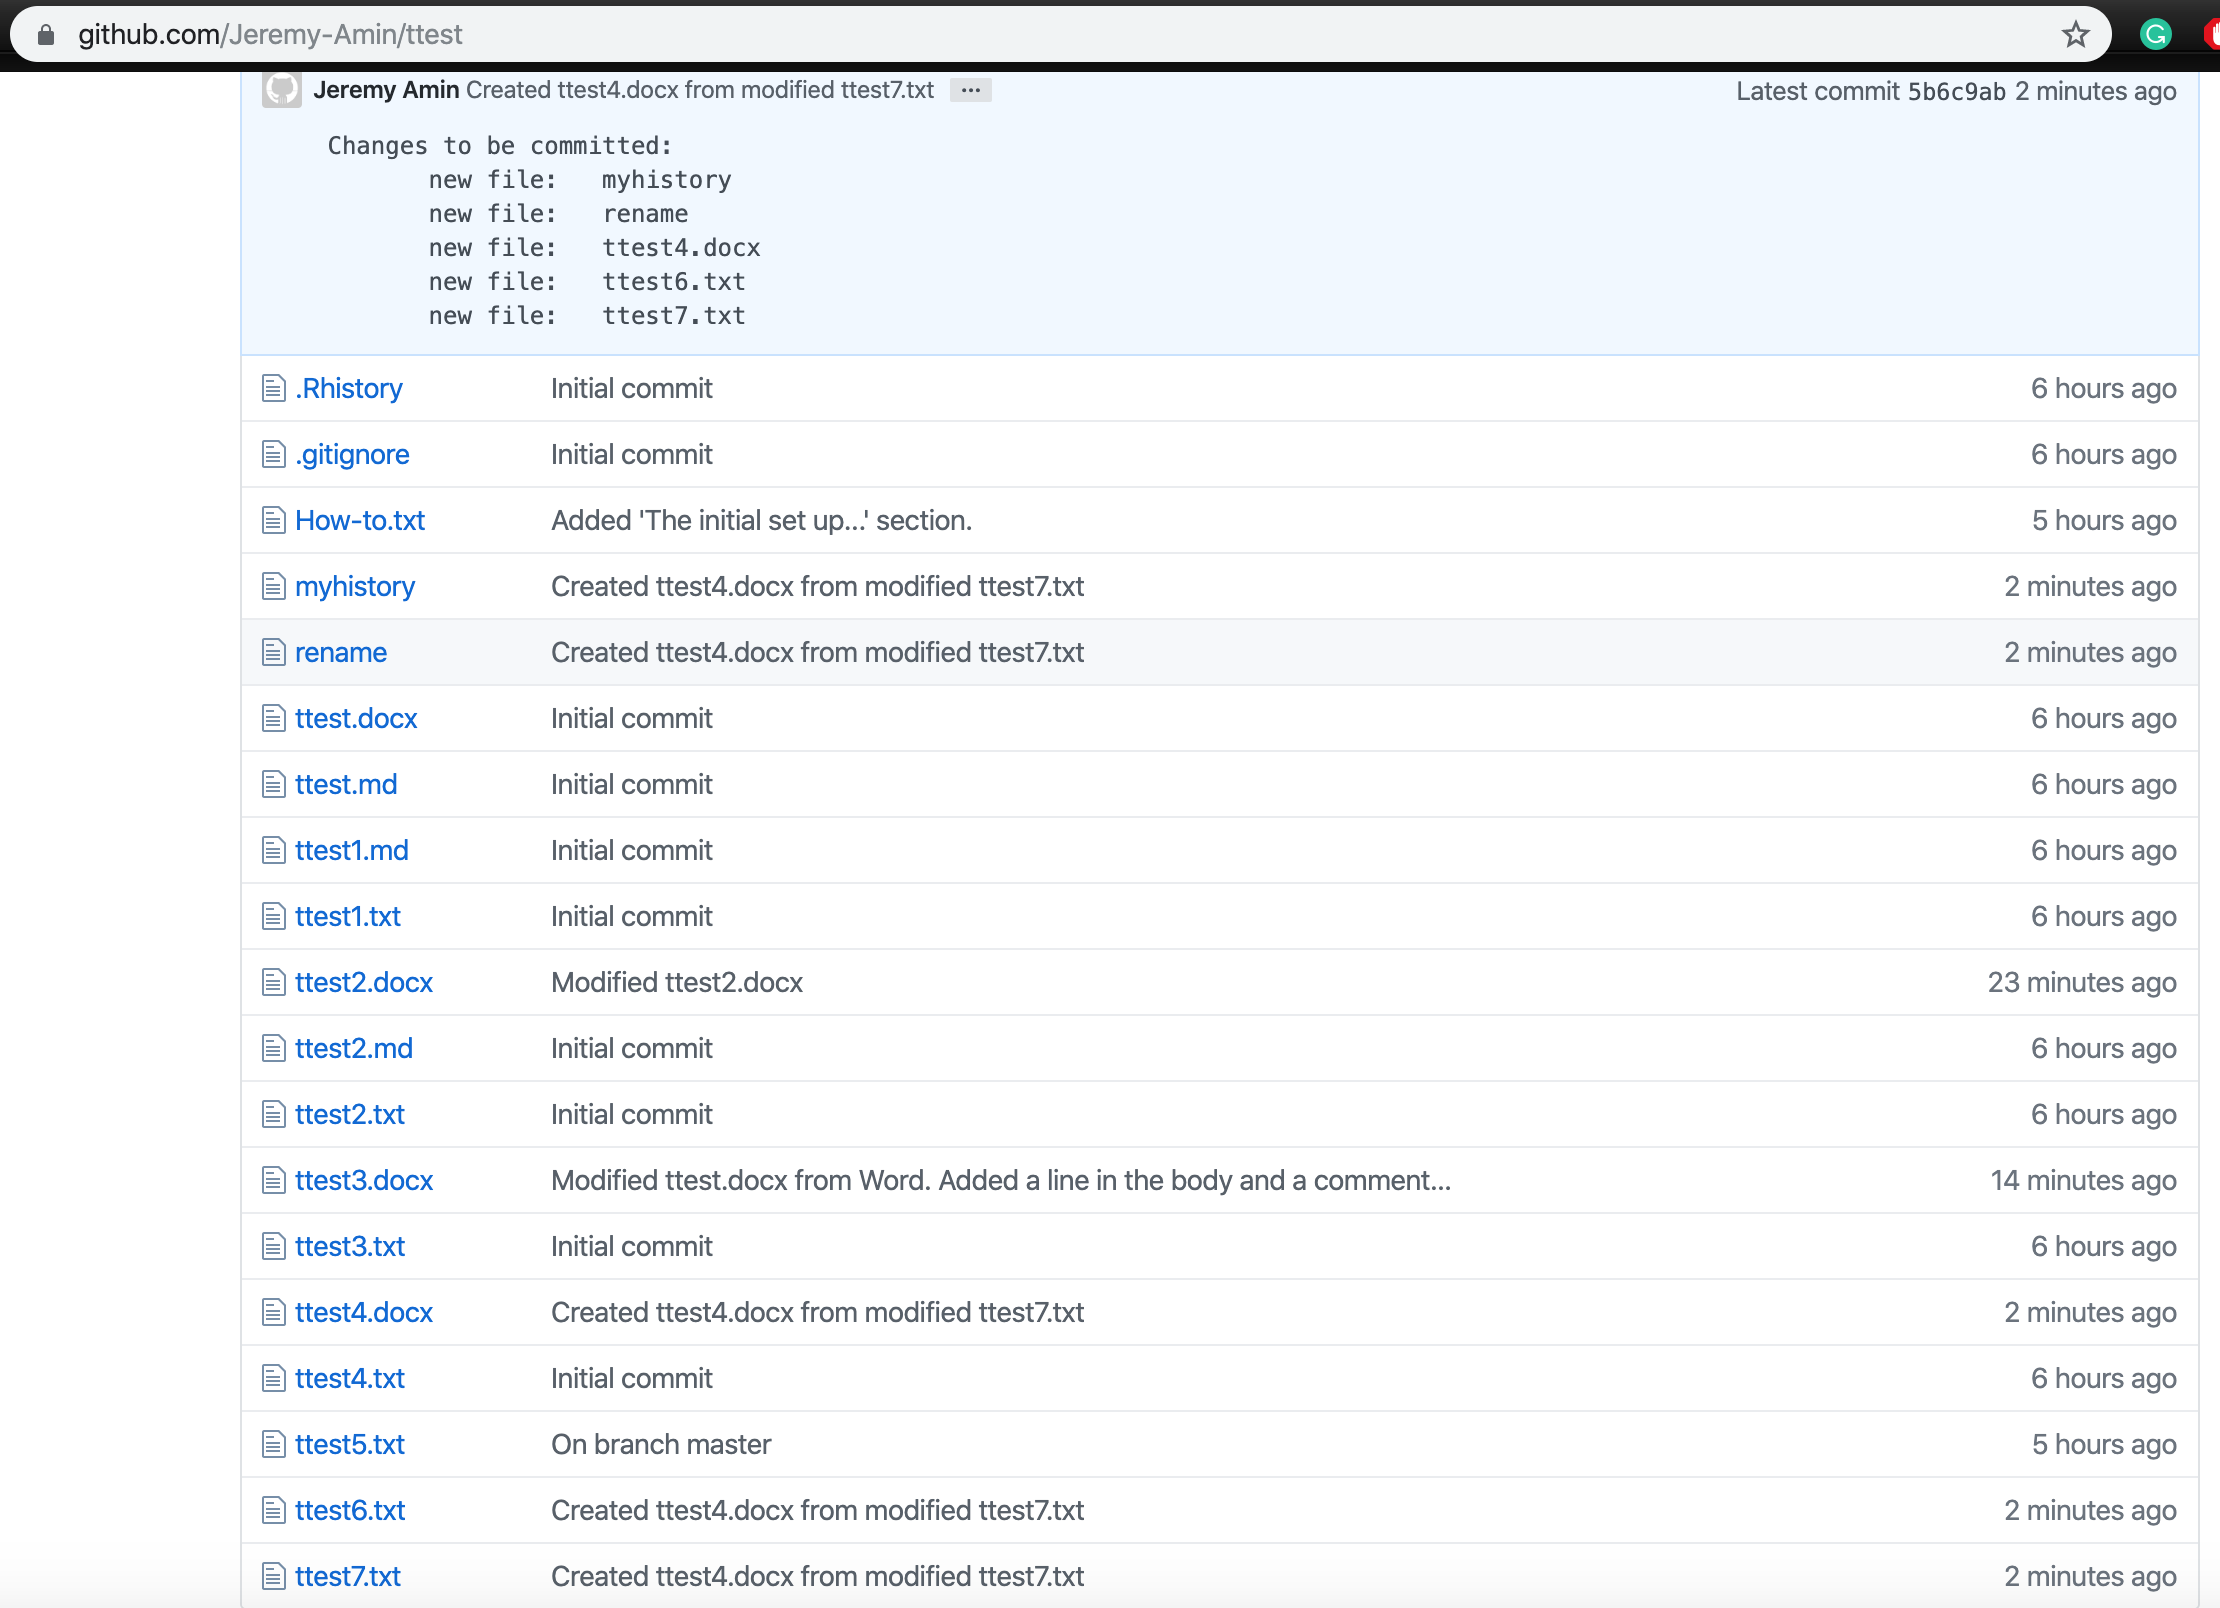 github.com/Jeremy-Amin/ttest
Jeremy Amin Created ttest4.docx from modified ttest7.txt ... Latest commit 5b6c9ab 2 minutes ago
Changes to be committed:
new file: myhistory
new file: rename
new file: ttest4.docx
new file: ttest6.txt
new file: ttest7.txt
.Rhistory Initial commit 6 hours ago
.gitignore Initial commit 6 hours ago
How-to.txt Added 'The initial set up...' section. 5 hours ago
myhistory Created ttest4.docx from modified ttest7.txt 2 minutes ago
rename Created ttest4.docx from modified ttest7.txt 2 minutes ago
ttest.docx Initial commit 6 hours ago
ttest.md Initial commit 6 hours ago
ttest1.md Initial commit 6 hours ago
ttest1.txt Initial commit 6 hours ago
ttest2.docx Modified ttest2.docx 23 minutes ago
ttest2.md Initial commit 6 hours ago
ttest2.txt Initial commit 6 hours ago
ttest3.docx Modified ttest.docx from Word. Added a line in the body and a comment... 14 minutes ago
ttest3.txt Initial commit 6 hours ago
ttest4.docx Created ttest4.docx from modified ttest7.txt 2 minutes ago
ttest4.txt Initial commit 6 hours ago
ttest5.txt On branch master 5 hours ago
ttest6.txt Created ttest4.docx from modified ttest7.txt 2 minutes ago
ttest7.txt Created ttest4.docx from modified ttest7.txt 2 minutes ago